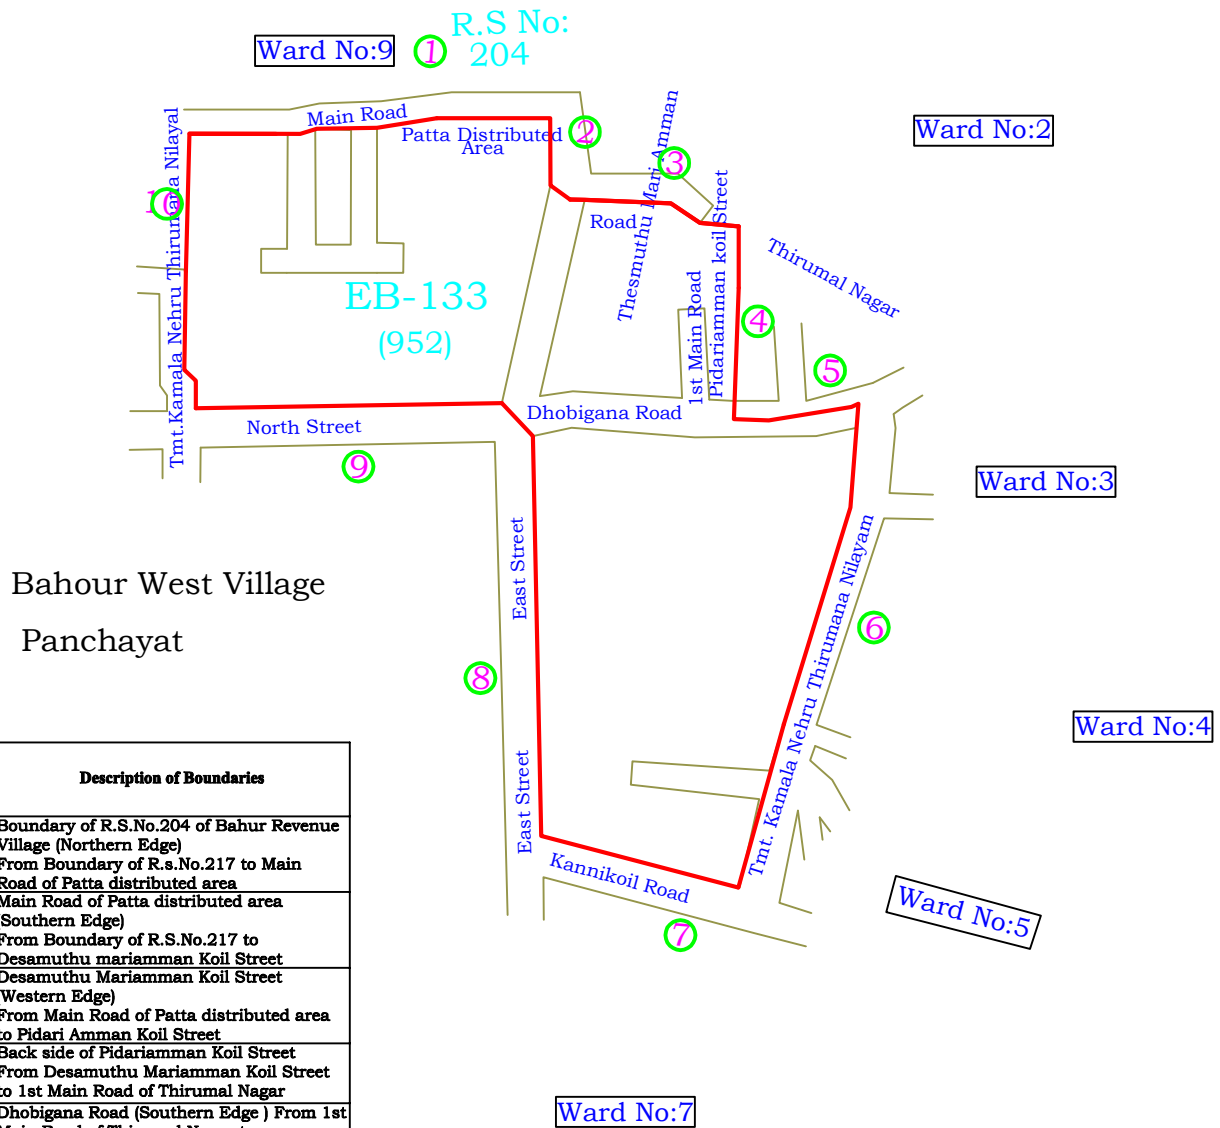 R.S No:
204
Ward No:9
1
Main Road
Patta Distributed
Area
2
3
Ward No:2
10
Tmt.Kamala Nehru Thirumana Nilayal
Road
Thesmuthu Mari Amman
Pidariamman koil Street
1st Main Road
Thirumal Nagar
EB-133
(952)
4
5
Dhobigana Road
North Street
9
Ward No:3
East Street
Tmt. Kamala Nehru Thirumana Nilayam
6
Bahour West Village
Panchayat
8
Ward No:4
East Street
Kannikoil Road
7
Ward No:5
Ward No:7
Description of Boundaries
Boundary of R.S.No.204 of Bahur Revenue
Village (Northern Edge)
From Boundary of R.s.No.217 to Main
Road of Patta distributed area
Main Road of Patta distributed area
(Southern Edge)
From Boundary of R.S.No.217 to
Desamuthu mariamman Koil Street
Desamuthu Mariamman Koil Street
(Western Edge)
From Main Road of Patta distributed area
to Pidari Amman Koil Street
Back side of Pidariamman Koil Street
From Desamuthu Mariamman Koil Street
to 1st Main Road of Thirumal Nagar
Dhobigana Road (Southern Edge ) From 1st